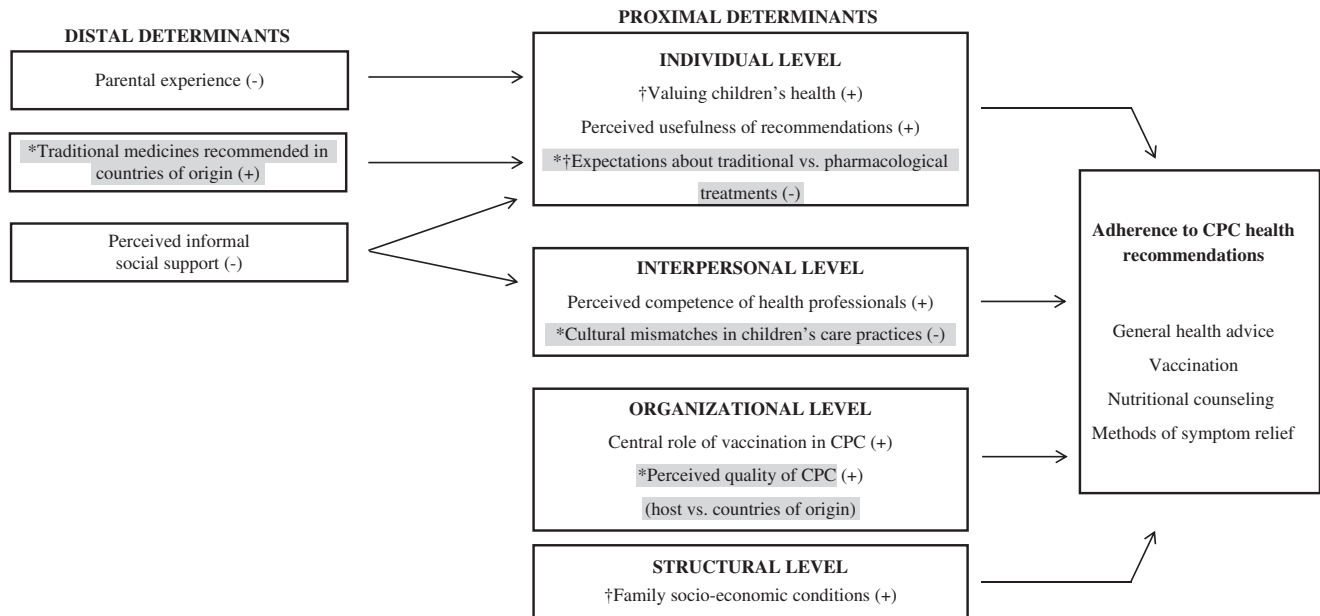 DISTAL DETERMINANTS
Parental experience (-)
*Traditional medicines recommended in
countries of origin (+)
Perceived informal
social support (-)
PROXIMAL DETERMINANTS
INDIVIDUAL LEVEL
†Valuing children’s health (+)
Perceived usefulness of recommendations (+)
*†Expectations about traditional vs. pharmacological
treatments (-)
INTERPERSONAL LEVEL
Perceived competence of health professionals (+)
*Cultural mismatches in children’s care practices (-)
ORGANIZATIONAL LEVEL
Central role of vaccination in CPC (+)
*Perceived quality of CPC (+)
(host vs. countries of origin)
STRUCTURAL LEVEL
†Family socio-economic conditions (+)
Adherence to CPC health
recommendations
General health advice
Vaccination
Nutritional counseling
Methods of symptom relief